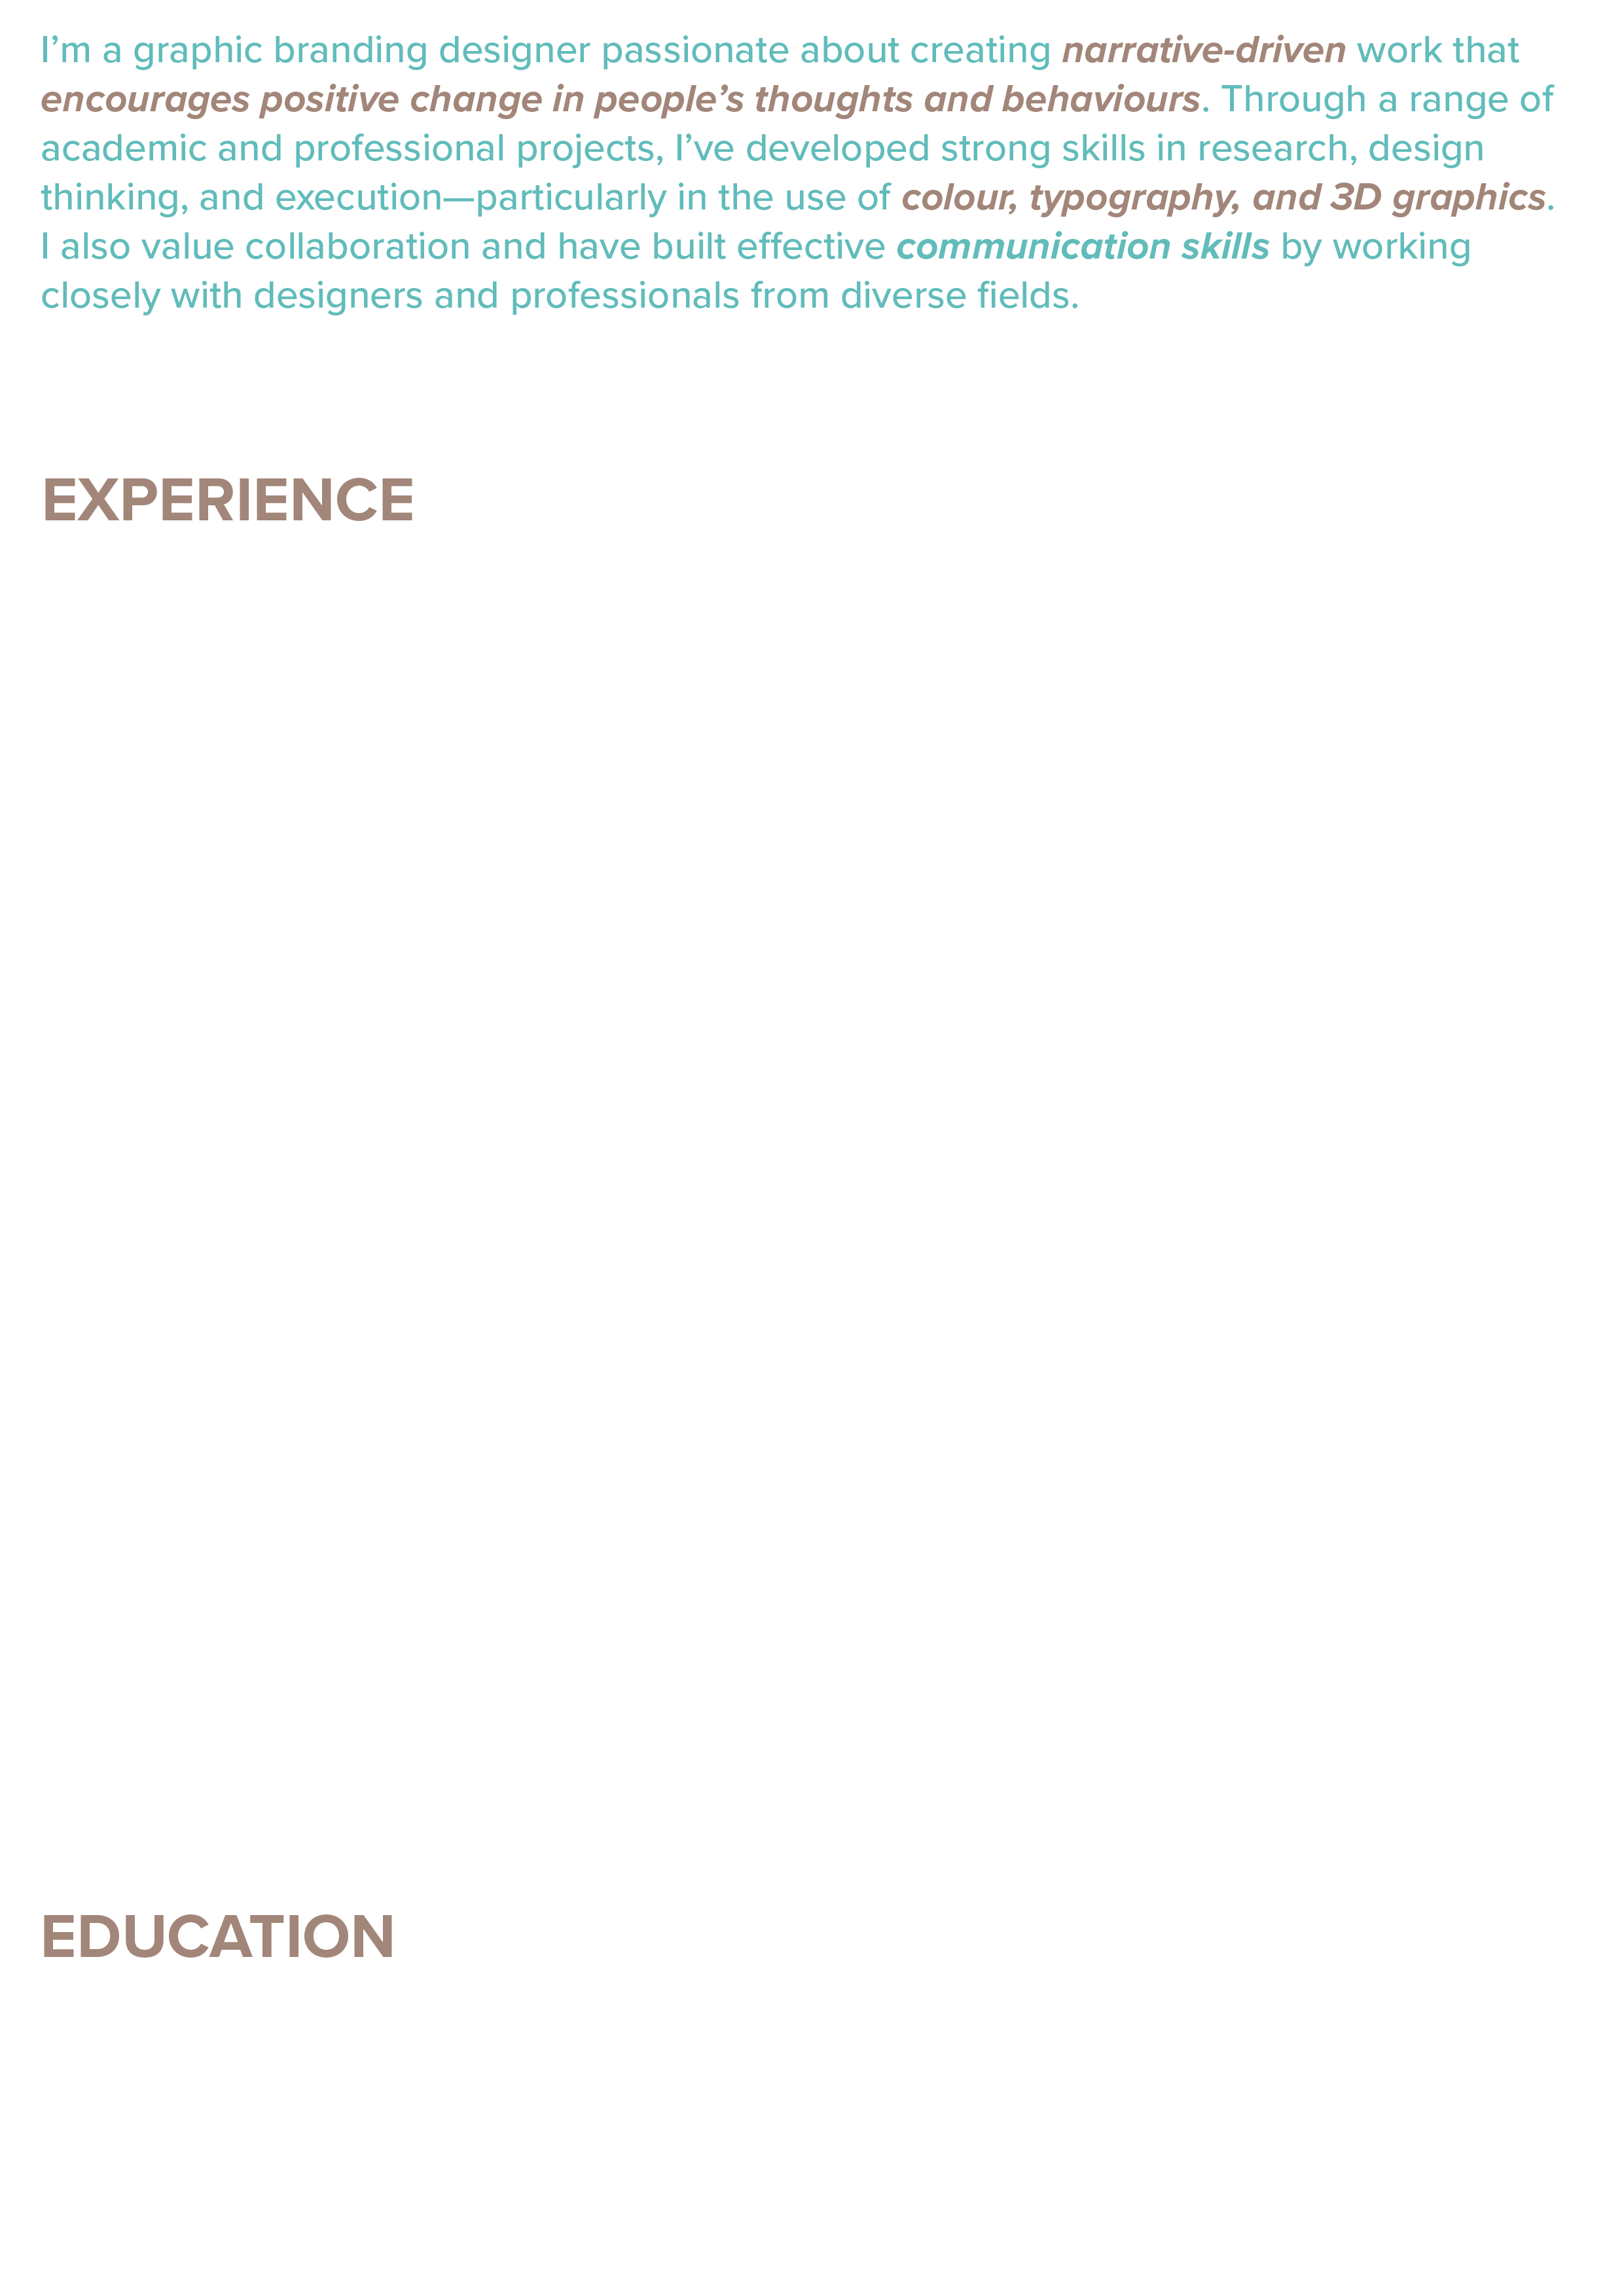 I’m a graphic branding designer passionate about creating narrative-driven work that
encourages positive change in people’s thoughts and behaviours. Through a range of
academic and professional projects, I’ve developed strong skills in research, design
thinking, and execution—particularly in the use of colour, typography, and 3D graphics.
I also value collaboration and have built effective communication skills by working
closely with designers and professionals from diverse fields.
EXPERIENCE
EDUCATION